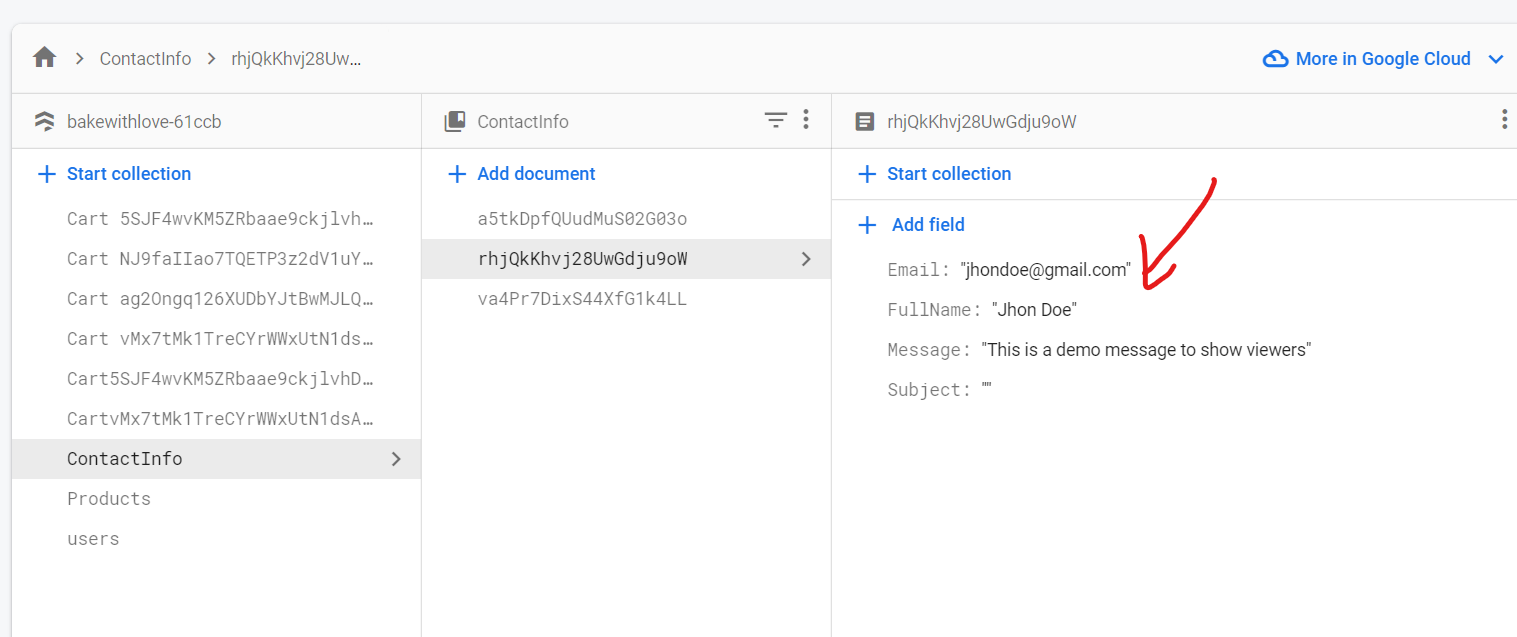 ContactInfo
rhjQkKhvj28Uw...
More in Google Cloud
bakewithlove-61ccb
Start collection
Cart 5SJF4wvKM5ZRbaae9ckjlvh...
Cart NJ9faIIao7TQETP3z2dV1uY...
Cart ag2Ongq126XUDbYJtBwMJLQ...
Cart vMx7tMk1TreCYrWWxUtN1ds...
Cart5SJF4wvKM5ZRbaae9ckjlvhD...
CartvMx7tMk1TreCYrWWxUtN1dsA...
ContactInfo
Products
users
ContactInfo
Add document
a5tkDpfQUudMuS02G03o
rhjQkKhvj28UwGdju9oW
va4Pr7DixS44XfG1k4LL
rhjQkKhvj28UwGdju9oW
Start collection
Add field
Email: "jhondoe@gmail.com"
FullName: "Jhon Doe"
Message: "This is a demo message to show viewers"
Subject: ""